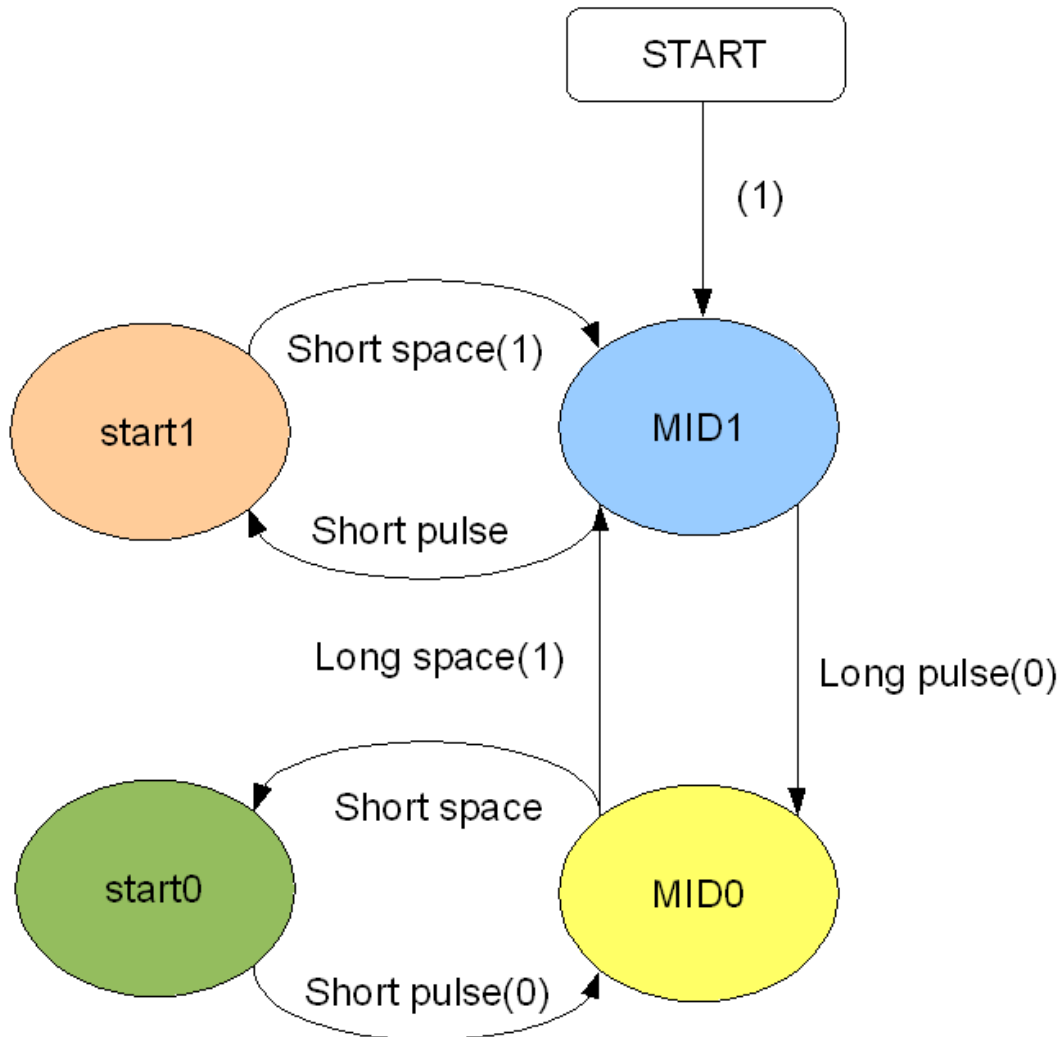 START
(1)
Short space(1)
start1
MID1
Short pulse
Long space(1)
Long pulse(0)
Short space
start0
MID0
Short pulse(0)